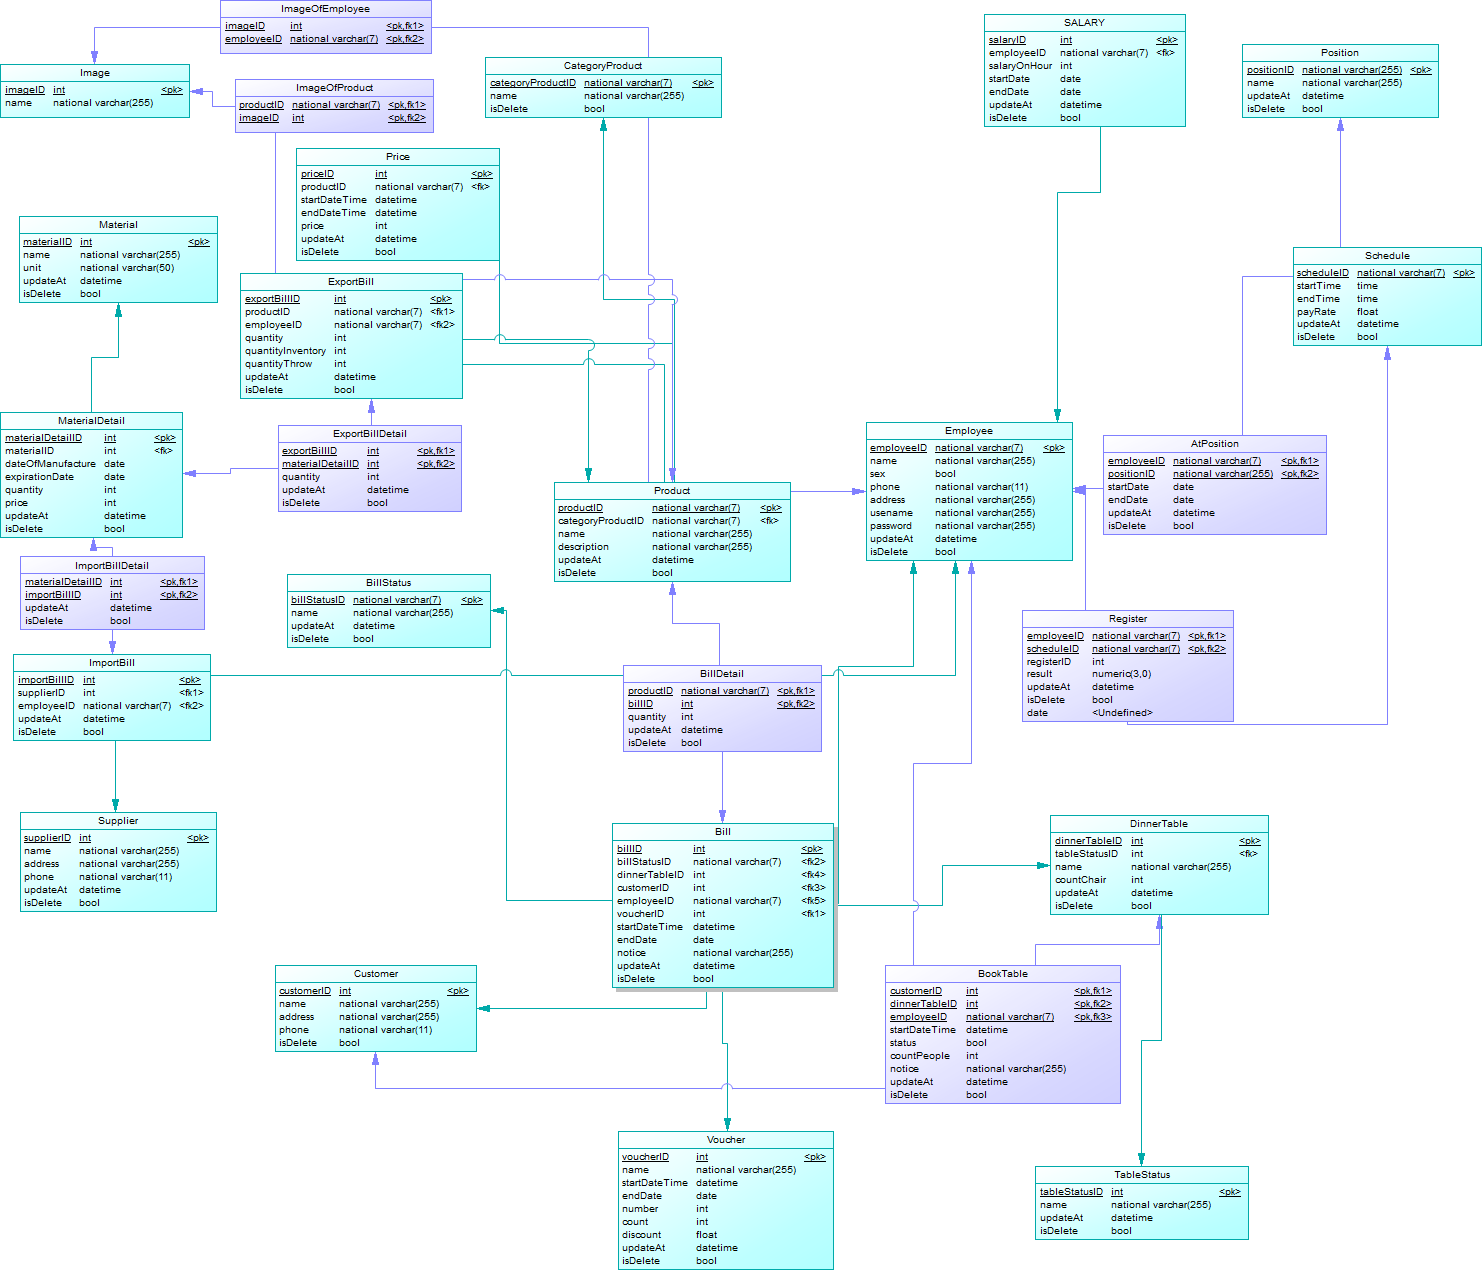 ImageOfEmployee
imageID int <pk,fk1>
employeeID national varchar(7) <pk,fk2>
Image
imageID int <pk>
name national varchar(255)
ImageOfProduct
productID national varchar(7) <pk,fk1>
imageID int <pk,fk2>
CategoryProduct
categoryProductID national varchar(7) <pk>
name national varchar(255)
isDelete bool
SALARY
salaryID int <pk>
employeeID national varchar(7) <fk>
salaryOnHour int
startDate date
endDate date
updateAt datetime
isDelete bool
Position
positionID national varchar(255) <pk>
name national varchar(255)
updateAt datetime
isDelete bool
Price
priceID int <pk>
productID national varchar(7) <fk>
startDateTime datetime
endDateTime datetime
price int
updateAt datetime
isDelete bool
Material
materialID int <pk>
name national varchar(255)
unit national varchar(50)
updateAt datetime
isDelete bool
ExportBill
exportBillID int <pk>
productID national varchar(7) <fk1>
employeeID national varchar(7) <fk2>
quantity int
quantityInventory int
quantityThrow int
updateAt datetime
isDelete bool
Schedule
scheduleID national varchar(7) <pk>
startTime time
endTime time
payRate float
updateAt datetime
isDelete bool
MaterialDetail
materialDetailID int <pk>
materialID int <fk>
dateOfManufacture date
expirationDate date
quantity int
price int
updateAt datetime
isDelete bool
ExportBillDetail
exportBillID int <pk,fk1>
materialDetailID int <pk,fk2>
quantity int
updateAt datetime
isDelete bool
Product
productID national varchar(7) <pk>
categoryProductID national varchar(7) <fk>
name national varchar(255)
description national varchar(255)
updateAt datetime
isDelete bool
Employee
employeeID national varchar(7) <pk>
name national varchar(255)
sex bool
phone national varchar(11)
address national varchar(255)
usename national varchar(255)
password national varchar(255)
updateAt datetime
isDelete bool
AtPosition
employeeID national varchar(7) <pk,fk1>
positionID national varchar(255) <pk,fk2>
startDate date
endDate date
updateAt datetime
isDelete bool
ImportBillDetail
materialDetailID int <pk,fk1>
importBillID int <pk,fk2>
updateAt datetime
isDelete bool
BillStatus
billStatusID national varchar(7) <pk>
name national varchar(255)
updateAt datetime
isDelete bool
Register
employeeID national varchar(7) <pk,fk1>
scheduleID national varchar(7) <pk,fk2>
registerID int
result numeric(3,0)
updateAt datetime
isDelete bool
date <Undefined>
ImportBill
importBillID int <pk>
supplierID int <fk1>
employeeID national varchar(7) <fk2>
updateAt datetime
isDelete bool
BillDetail
productID national varchar(7) <pk,fk1>
billID int <pk,fk2>
quantity int
updateAt datetime
isDelete bool
Supplier
supplierID int <pk>
name national varchar(255)
address national varchar(255)
phone national varchar(11)
updateAt datetime
isDelete bool
Bill
billID int <pk>
billStatusID national varchar(7) <fk2>
dinnerTableID int <fk4>
customerID int <fk3>
employeeID national varchar(7) <fk5>
voucherID int <fk1>
startDateTime datetime
endDate date
notice national varchar(255)
updateAt datetime
isDelete bool
DinnerTable
dinnerTableID int <pk>
tableStatusID int <fk>
name national varchar(255)
countChair int
updateAt datetime
isDelete bool
Customer
customerID int <pk>
name national varchar(255)
address national varchar(255)
phone national varchar(11)
isDelete bool
BookTable
customerID int <pk,fk1>
dinnerTableID int <pk,fk2>
employeeID national varchar(7) <pk,fk3>
startDateTime datetime
status bool
countPeople int
notice national varchar(255)
updateAt datetime
isDelete bool
Voucher
voucherID int <pk>
name national varchar(255)
startDateTime datetime
endDate date
number int
count int
discount float
updateAt datetime
isDelete bool
TableStatus
tableStatusID int <pk>
name national varchar(255)
updateAt datetime
isDelete bool